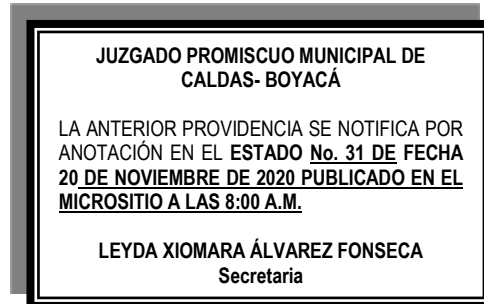 JUZGADO PROMISCUO MUNICIPAL DE
CALDAS- BOYACÁ
LA ANTERIOR PROVIDENCIA SE NOTIFICA POR
ANOTACIÓN EN EL ESTADO No. 31 DE FECHA
20 DE NOVIEMBRE DE 2020 PUBLICADO EN EL
MICROSITIO A LAS 8:00 A.M.
LEYDA XIOMARA ÁLVAREZ FONSECA
Secretaria